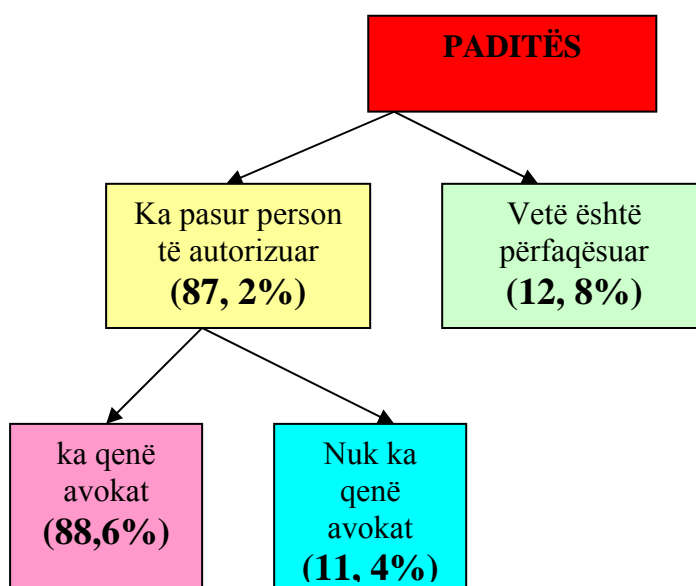 PADITËS
Ka pasur person
të autorizuar
(87, 2%)
Vetë është
përfaqësuar
(12, 8%)
ka qenë
avokat
(88,6%)
Nuk ka
qenë
avokat
(11, 4%)